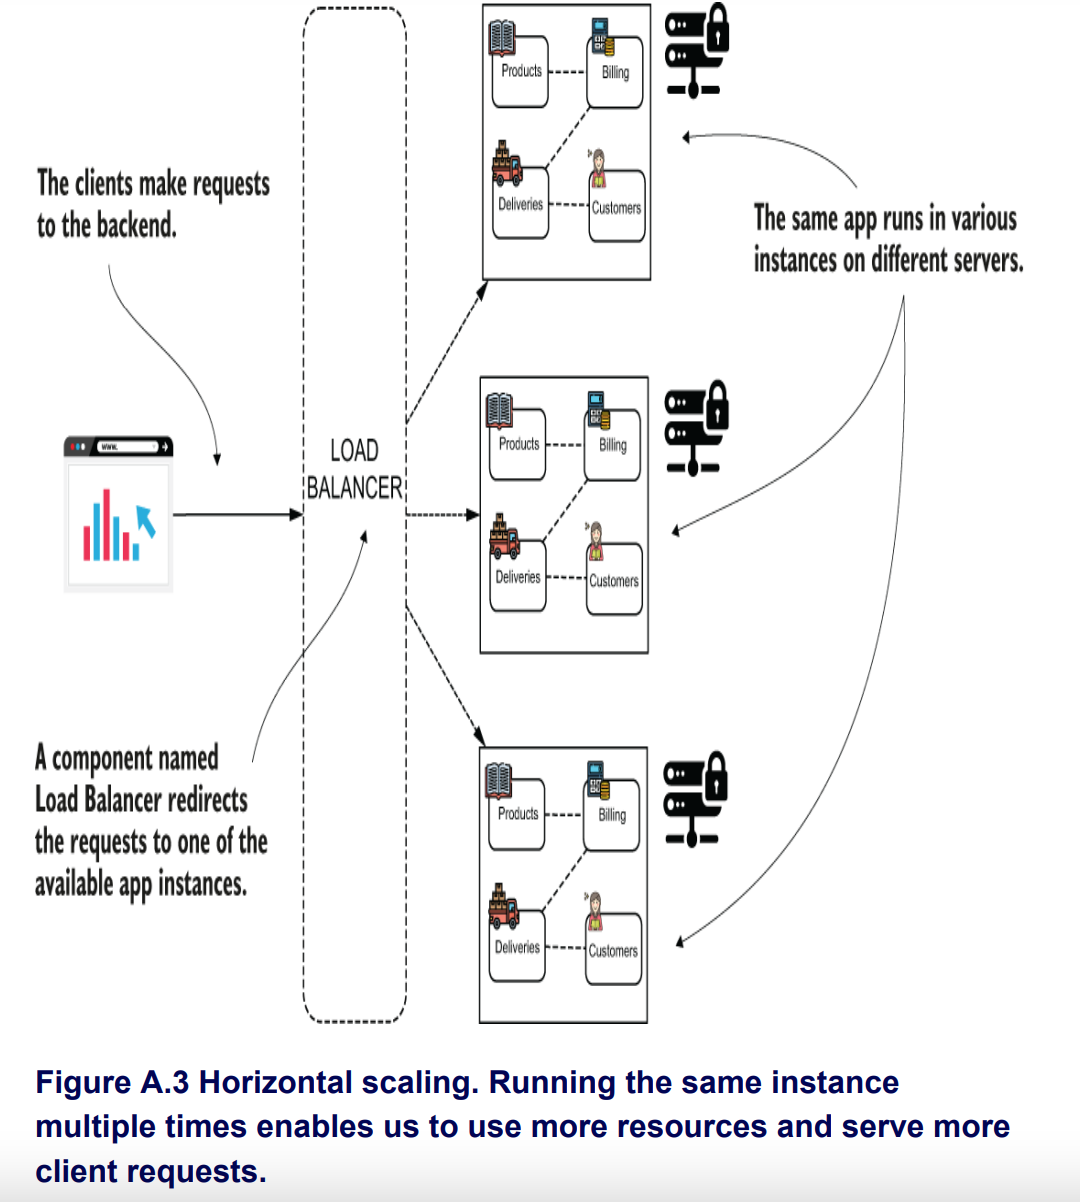 The clients make requests
to the backend.
www.
LOAD
BALANCER
A component named
Load Balancer redirects
the requests to one of the
available app instances.
Products
Billing
Deliveries
Customers
Products
Billing
Deliveries
Customers
Products
Billing
Deliveries
Customers
The same app runs in various
instances on different servers.
Figure A.3 Horizontal scaling. Running the same instance
multiple times enables us to use more resources and serve more
client requests.